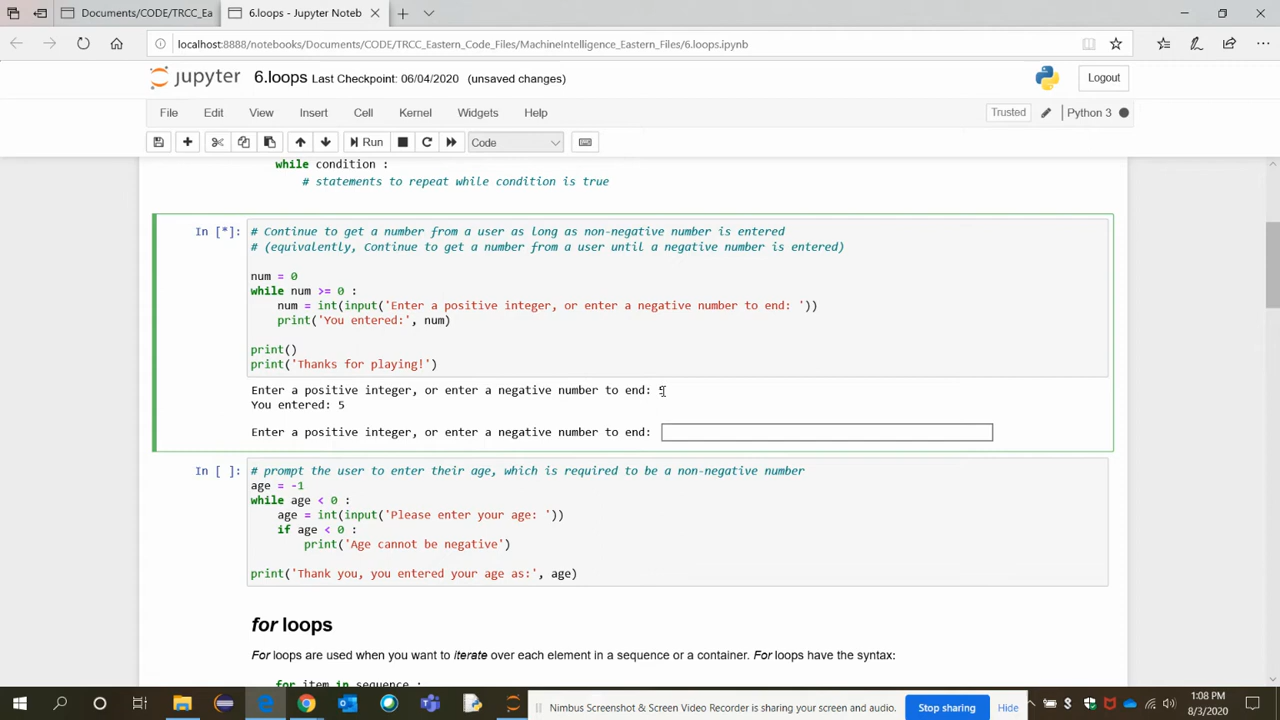 Documents/CODE/TRCC_Ea
6.loops - Jupyter Noteb
localhost:8888/notebooks/Documents/CODE/TRCC_Eastern_Code_Files/MachineIntelligence_Eastern_Files/6.loops.ipynb
jupyter 6.loops Last Checkpoint: 06/04/2020 (unsaved changes)
Logout
File Edit View Insert Cell Kernel Widgets Help
Trusted
Python 3
Run
Code
while condition :
# statements to repeat while condition is true
In [*]:
# Continue to get a number from a user as long as non-negative number is entered
# (equivalently, Continue to get a number from a user until a negative number is entered)
num = 0
while num >= 0 :
num = int(input('Enter a positive integer, or enter a negative number to end: '))
print('You entered:', num)
print()
print('Thanks for playing!')
Enter a positive integer, or enter a negative number to end: 5
You entered: 5
Enter a positive integer, or enter a negative number to end:
In [ ]:
# prompt the user to enter their age, which is required to be a non-negative number
age = -1
while age < 0 :
age = int(input('Please enter your age: '))
if age < 0 :
print('Age cannot be negative')
print('Thank you, you entered your age as:', age)
for loops
For loops are used when you want to iterate over each element in a sequence or a container. For loops have the syntax:
for item in sequence :
Nimbus Screenshot & Screen Video Recorder is sharing your screen and audio.
Stop sharing
Hide
1:08 PM
8/3/2020